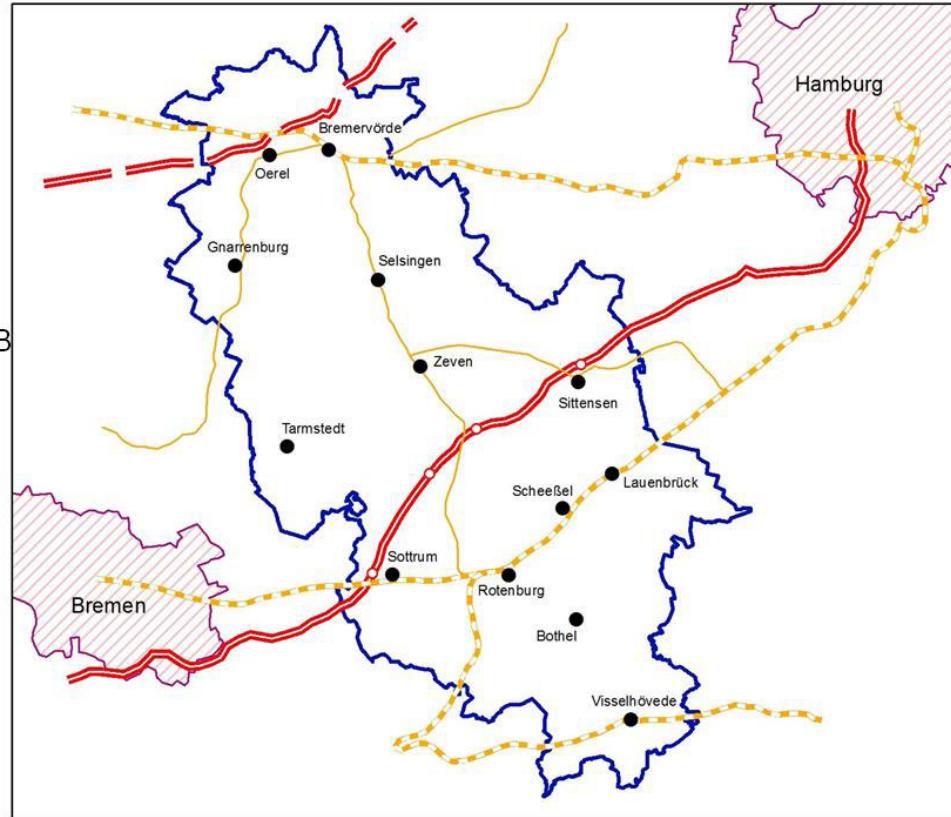 Hamburg
Bremervörde
Oerel
Gnarrenburg
Selsingen
B
Zeven
Sittensen
Tarmstedt
Lauenbrück
Scheeßel
Sottrum
Rotenburg
Bremen
Bothel
Visselhövede